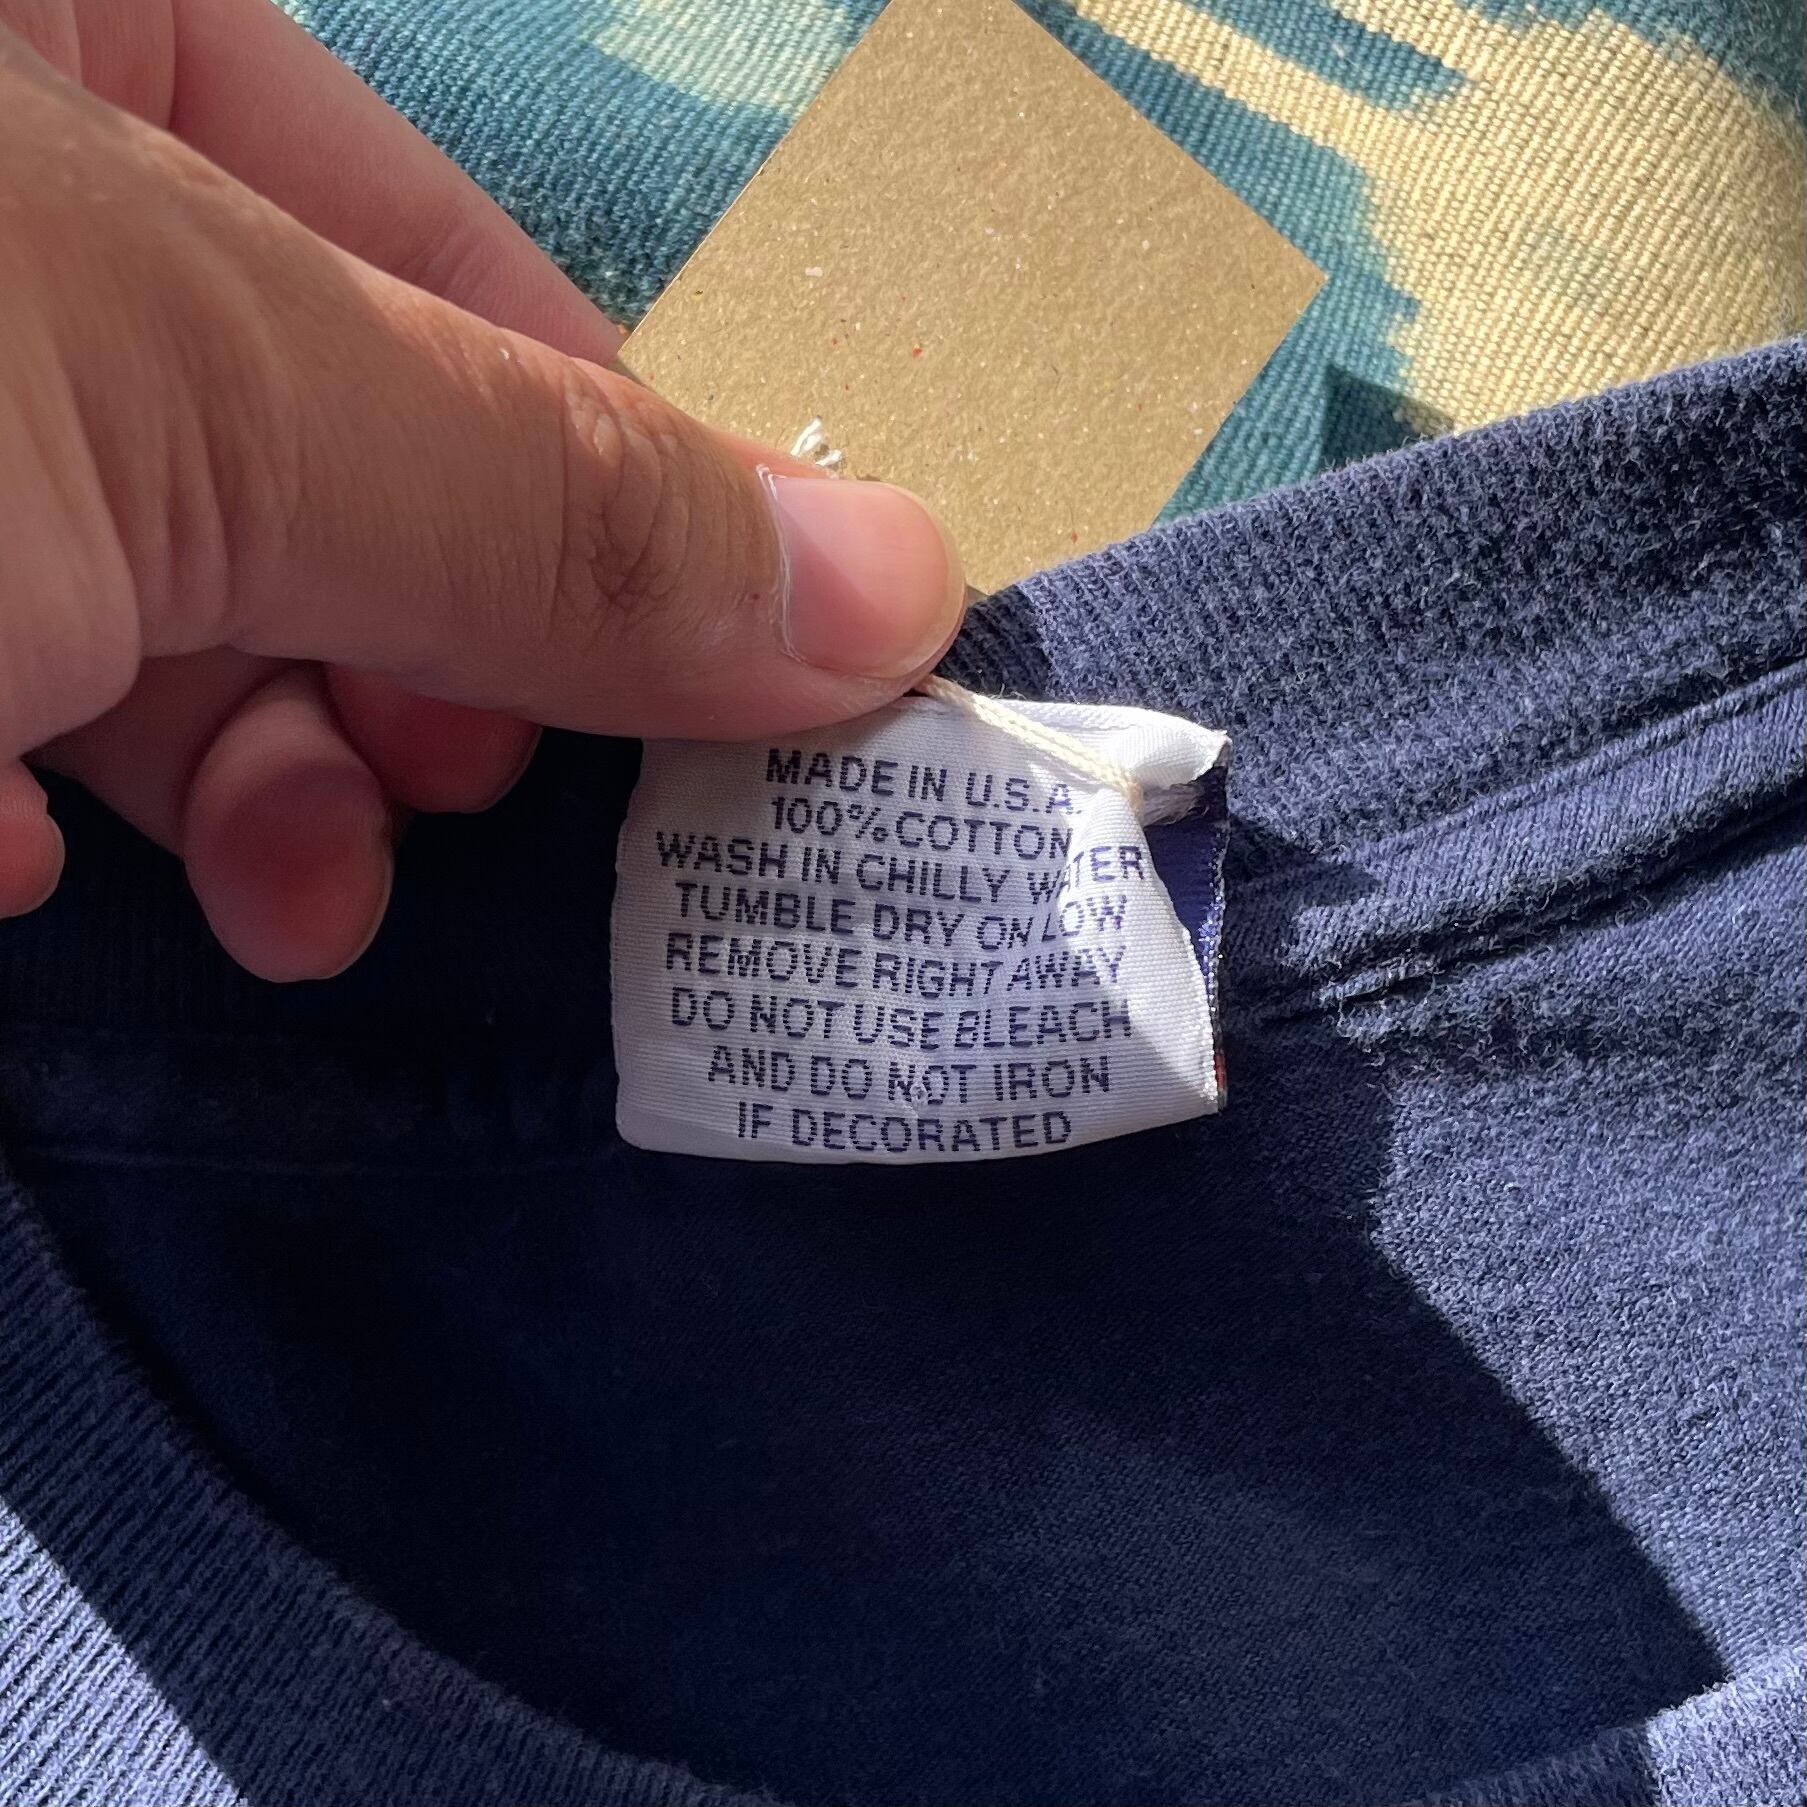 MADE IN U.S.A.
100% COTTON
WASH IN CHILLY WATER
TUMBLE DRY ON LOW
REMOVE RIGHT AWAY
DO NOT USE BLEACH
AND DO NOT IRON
IF DECORATED